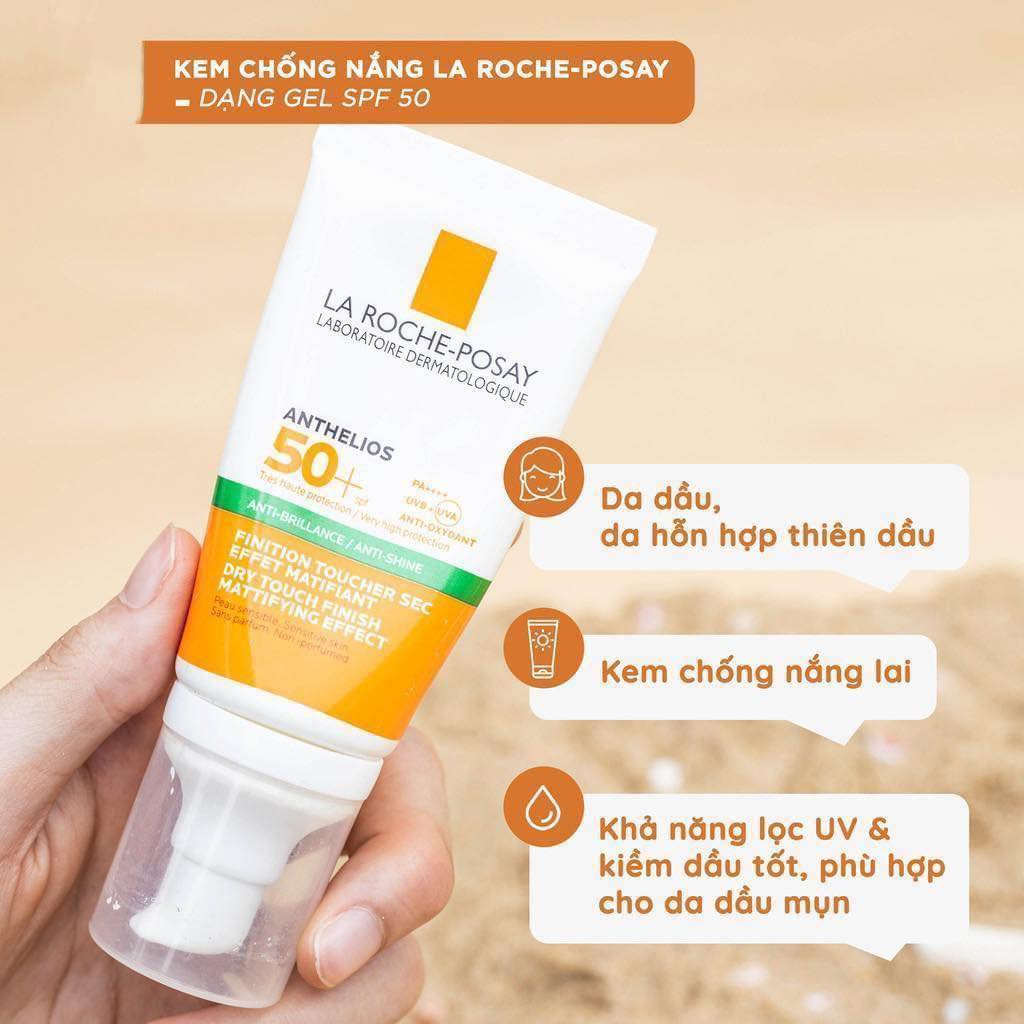 KEM CHỐNG NẮNG LA ROCHE-POSAY
- DẠNG GEL SPF 50
LA ROCHE-POSAY
LABORATOIRE DERMATOLOGIQUE
ANTHELIOS
50+
spf
Très haute protection / Very high protection
PA++++
UVB + UVA
ANTI-OXYDANT
ANTI-BRILLANCE / ANTI-SHINE
FINITION TOUCHER SEC
EFFET MATIFIANT
DRY TOUCH FINISH
MATTIFYING EFFECT
Peau sensible. Sensitive skin.
Sans parfum. Non-perfumed
Da dầu,
da hỗn hợp thiên dầu
Kem chống nắng lai
Khả năng lọc UV &
kiềm dầu tốt, phù hợp
cho da dầu mụn